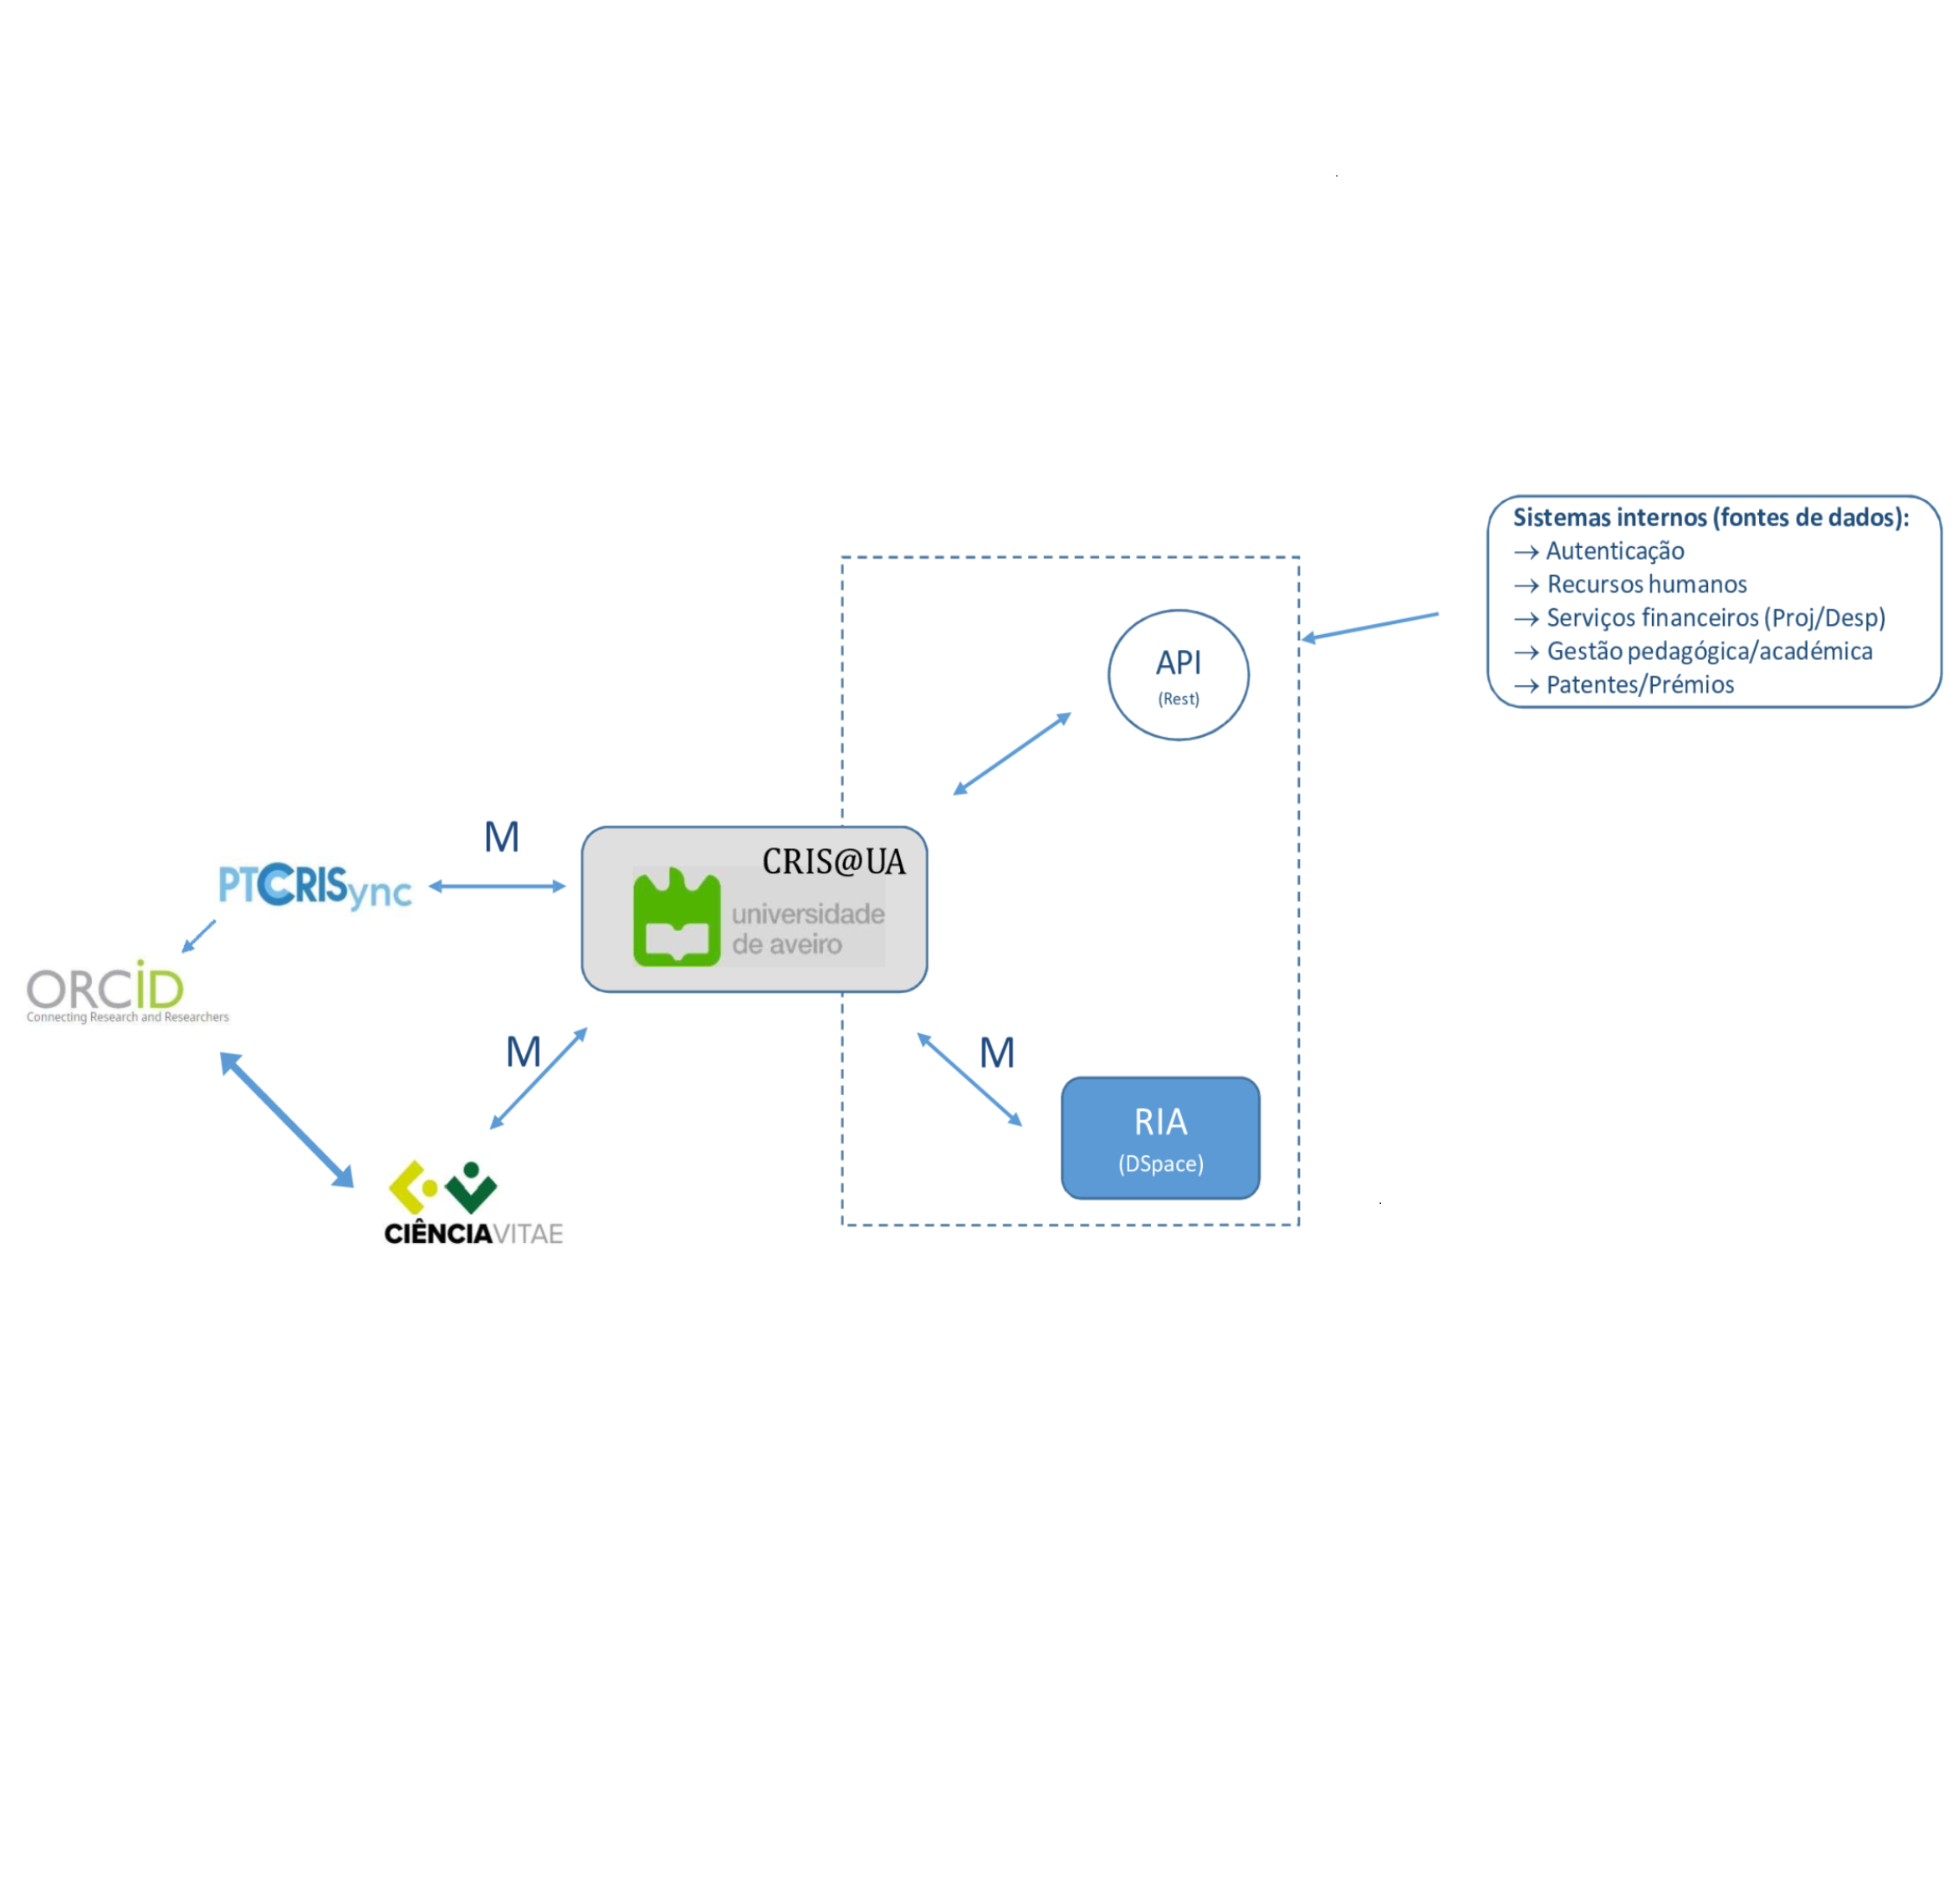 Sistemas internos (fontes de dados):
→ Autenticação
→ Recursos humanos
→ Serviços financeiros (Proj/Desp)
→ Gestão pedagógica/académica
→ Patentes/Prémios
API
(Rest)
M
CRIS@UA
universidade
de aveiro
PTCRISync
ORCID
Connecting Research and Researchers
M
M
RIA
(DSpace)
CIÊNCIAVITAE